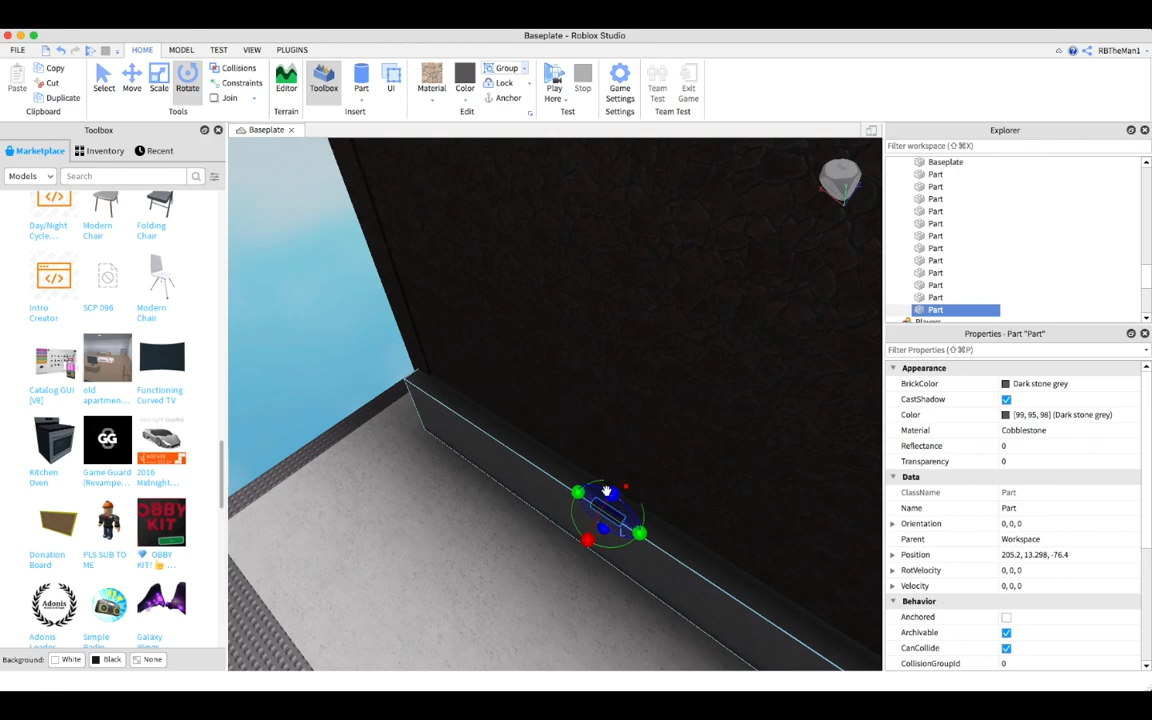 Baseplate - Roblox Studio
FILE HOME MODEL TEST VIEW PLUGINS RBTheMan1
Paste Copy Cut Duplicate Select Move Scale Rotate Collisions Constraints Join Editor Toolbox Part UI Material Color Group Lock Anchor Play Here Stop Game Settings Team Test Exit Game
Clipboard Tools Terrain Insert Edit Test Settings Team Test
Toolbox
Marketplace Inventory Recent
Models Search
Day/Night Cycle... Modern Chair Folding Chair
Intro Creator SCP 096 Modern Chair
Catalog GUI [V8] old apartmen... Functioning Curved TV
GG
Kitchen Oven Game Guard (Revampe... 2016 Midnight...
OBBY KIT
Donation Board PLS SUB TO ME OBBY KIT! ...
Adonis Simple Galaxy
Background: White Black None
Baseplate
L
Explorer
Filter workspace (⇧⌘X)
Baseplate
Part
Part
Part
Part
Part
Part
Part
Part
Part
Part
Part
Part
Properties - Part "Part"
Filter Properties (⇧⌘P)
Appearance
BrickColor Dark stone grey
CastShadow
Color [99, 95, 98] (Dark stone grey)
Material Cobblestone
Reflectance 0
Transparency 0
Data
ClassName Part
Name Part
Orientation 0, 0, 0
Parent Workspace
Position 205.2, 13.298, -76.4
RotVelocity 0, 0, 0
Velocity 0, 0, 0
Behavior
Anchored
Archivable
CanCollide
CollisionGroupId 0